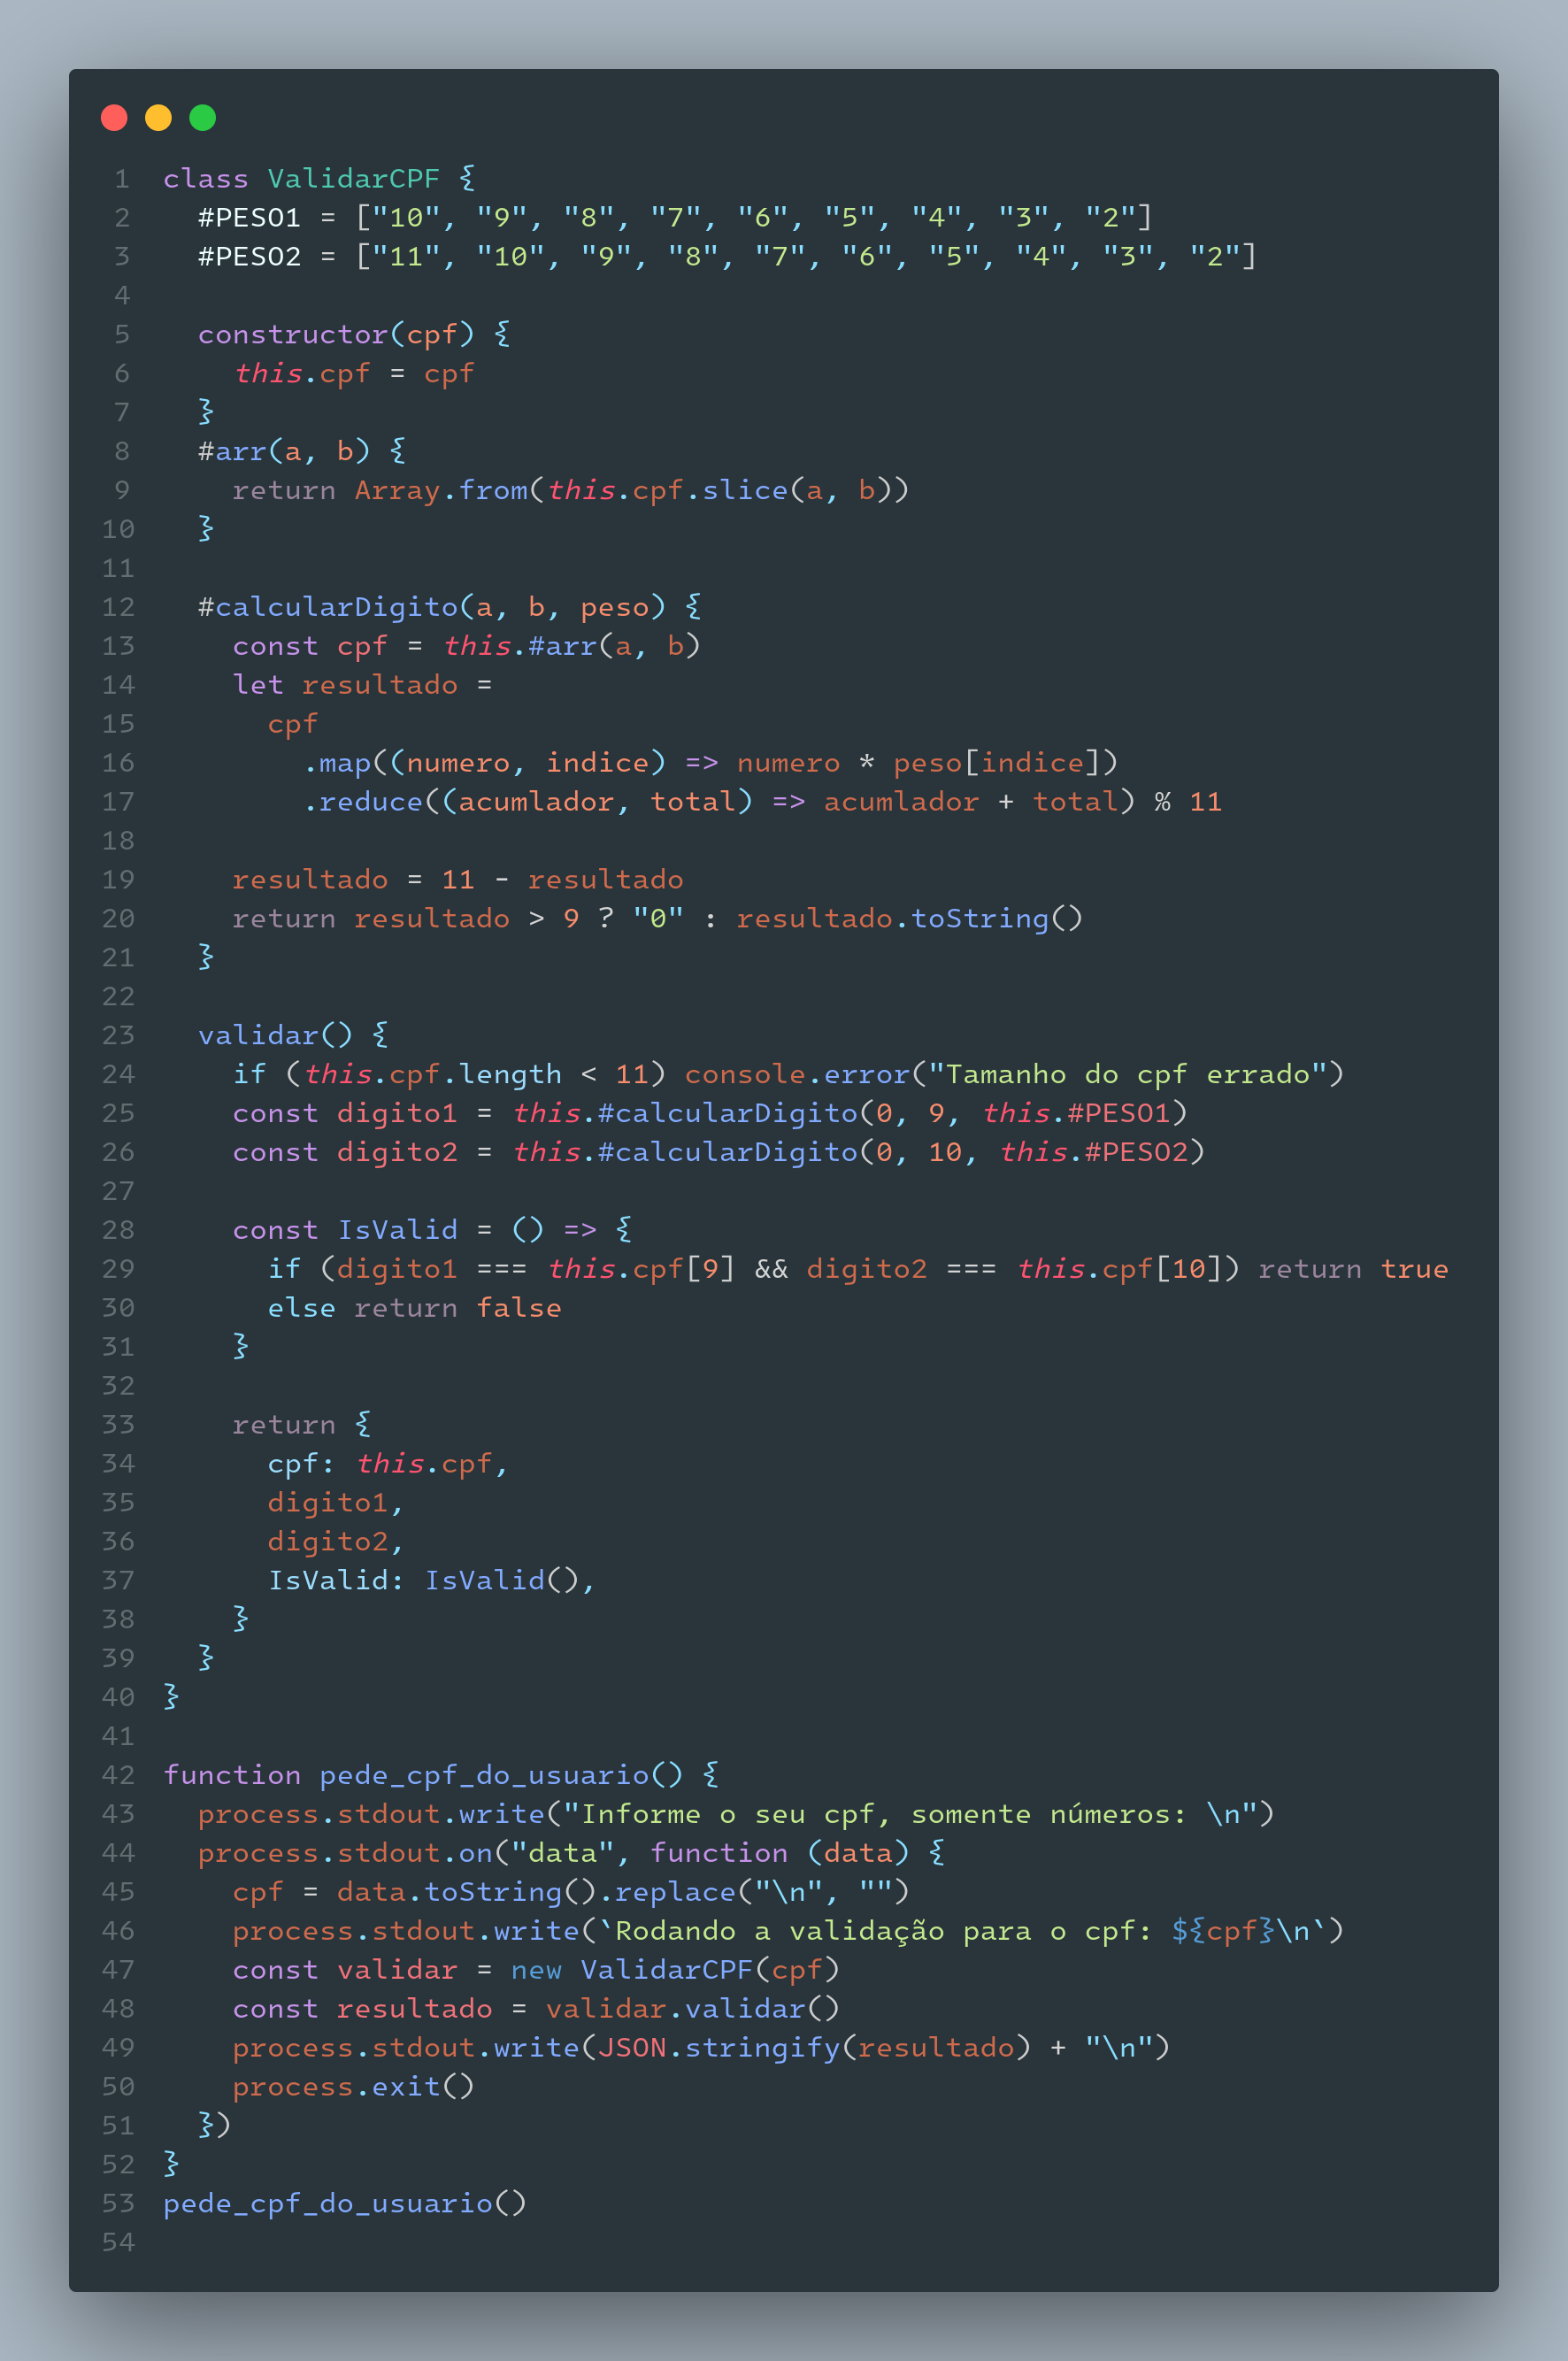 1 class ValidarCPF {
2 #PESO1 = ["10", "9", "8", "7", "6", "5", "4", "3", "2"]
3 #PESO2 = ["11", "10", "9", "8", "7", "6", "5", "4", "3", "2"]
4
5 constructor(cpf) {
6 this.cpf = cpf
7 }
8 #arr(a, b) {
9 return Array.from(this.cpf.slice(a, b))
10 }
11
12 #calcularDigito(a, b, peso) {
13 const cpf = this.#arr(a, b)
14 let resultado =
15 cpf
16 .map((numero, indice) => numero * peso[indice])
17 .reduce((acumlador, total) => acumlador + total) % 11
18
19 resultado = 11 - resultado
20 return resultado > 9 ? "0" : resultado.toString()
21 }
22
23 validar() {
24 if (this.cpf.length < 11) console.error("Tamanho do cpf errado")
25 const digito1 = this.#calcularDigito(0, 9, this.#PESO1)
26 const digito2 = this.#calcularDigito(0, 10, this.#PESO2)
27
28 const IsValid = () => {
29 if (digito1 === this.cpf[9] && digito2 === this.cpf[10]) return true
30 else return false
31 }
32
33 return {
34 cpf: this.cpf,
35 digito1,
36 digito2,
37 IsValid: IsValid(),
38 }
39 }
40 }
41
42 function pede_cpf_do_usuario() {
43 process.stdout.write("Informe o seu cpf, somente números: \n")
44 process.stdout.on("data", function (data) {
45 cpf = data.toString().replace("\n", "")
46 process.stdout.write(`Rodando a validação para o cpf: ${cpf}\n`)
47 const validar = new ValidarCPF(cpf)
48 const resultado = validar.validar()
49 process.stdout.write(JSON.stringify(resultado) + "\n")
50 process.exit()
51 })
52 }
53 pede_cpf_do_usuario()
54